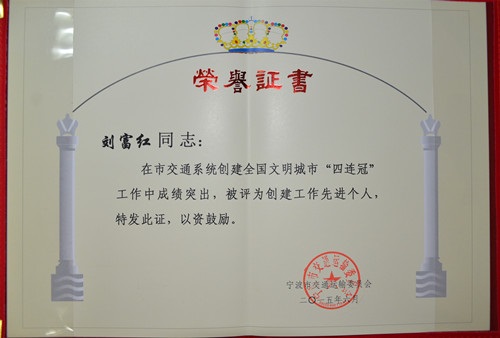 榮譽証書
刘富红 同志:
在市交通系统创建全国文明城市“四连冠”
工作中成绩突出，被评为创建工作先进个人，
特发此证，以资鼓励。
宁波市交通运输委员会
二〇一五年六月